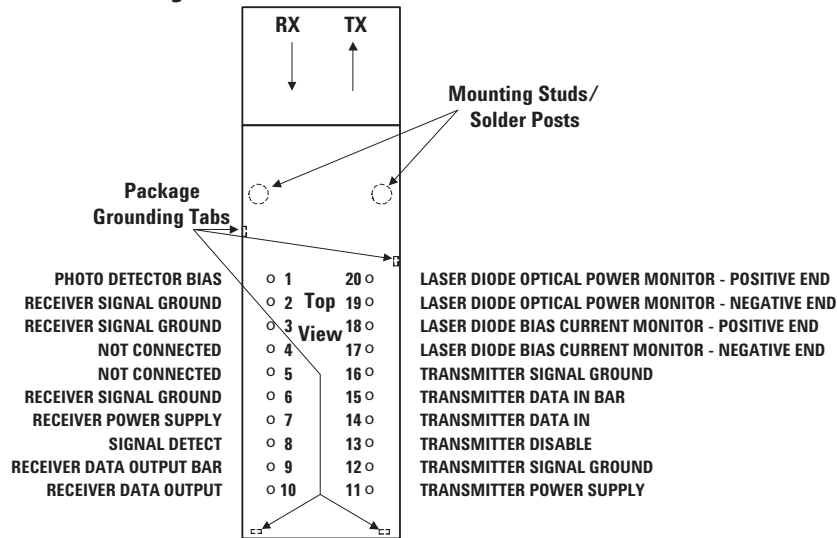 RX TX
Mounting Studs/
Solder Posts
Package
Grounding Tabs
Top
View
PHOTO DETECTOR BIAS o 1
RECEIVER SIGNAL GROUND o 2
RECEIVER SIGNAL GROUND o 3
NOT CONNECTED o 4
NOT CONNECTED o 5
RECEIVER SIGNAL GROUND o 6
RECEIVER POWER SUPPLY o 7
SIGNAL DETECT o 8
RECEIVER DATA OUTPUT BAR o 9
RECEIVER DATA OUTPUT o 10
20 o LASER DIODE OPTICAL POWER MONITOR - POSITIVE END
19 o LASER DIODE OPTICAL POWER MONITOR - NEGATIVE END
18 o LASER DIODE BIAS CURRENT MONITOR - POSITIVE END
17 o LASER DIODE BIAS CURRENT MONITOR - NEGATIVE END
16 o TRANSMITTER SIGNAL GROUND
15 o TRANSMITTER DATA IN BAR
14 o TRANSMITTER DATA IN
13 o TRANSMITTER DISABLE
12 o TRANSMITTER SIGNAL GROUND
11 o TRANSMITTER POWER SUPPLY